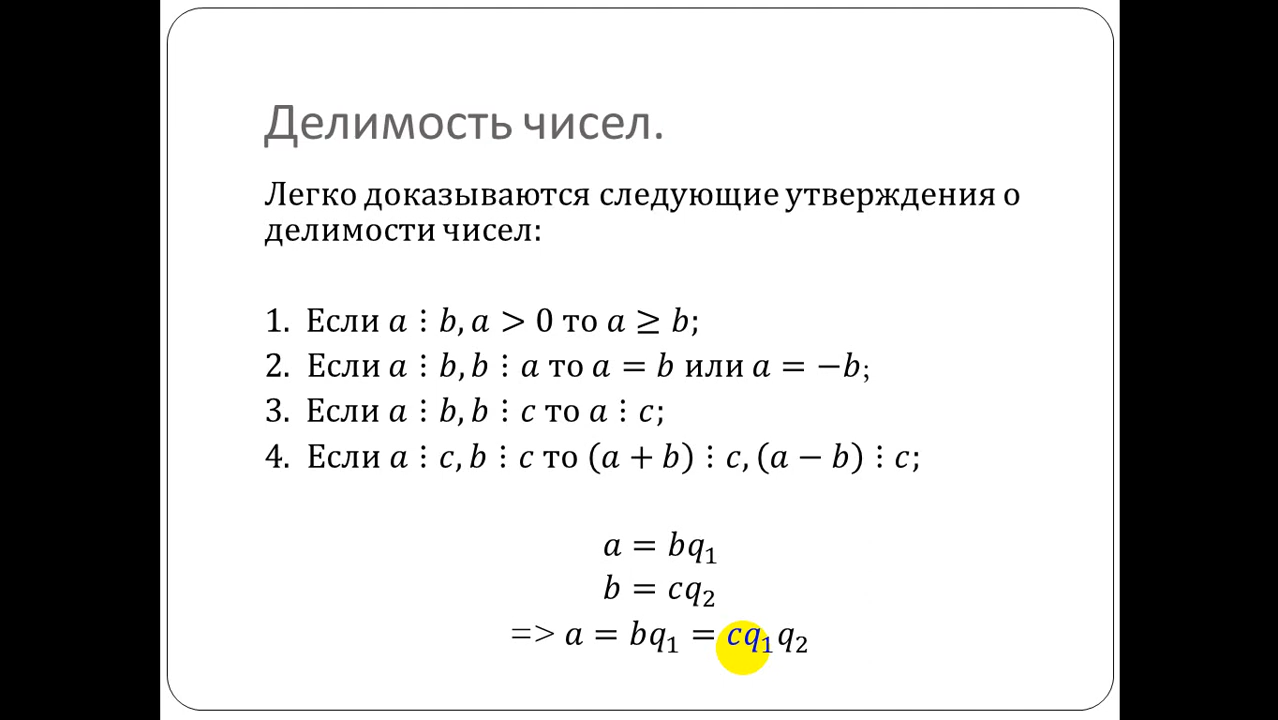 Делимость чисел.
Легко доказываются следующие утверждения о
делимости чисел:
1. Если a ⋮ b, a > 0 то a ≥ b;
2. Если a ⋮ b, b ⋮ a то a = b или a = −b;
3. Если a ⋮ b, b ⋮ c то a ⋮ c;
4. Если a ⋮ c, b ⋮ c то (a + b) ⋮ c, (a − b) ⋮ c;
a = bq₁
b = cq₂
=> a = bq₁ = cq₁q₂